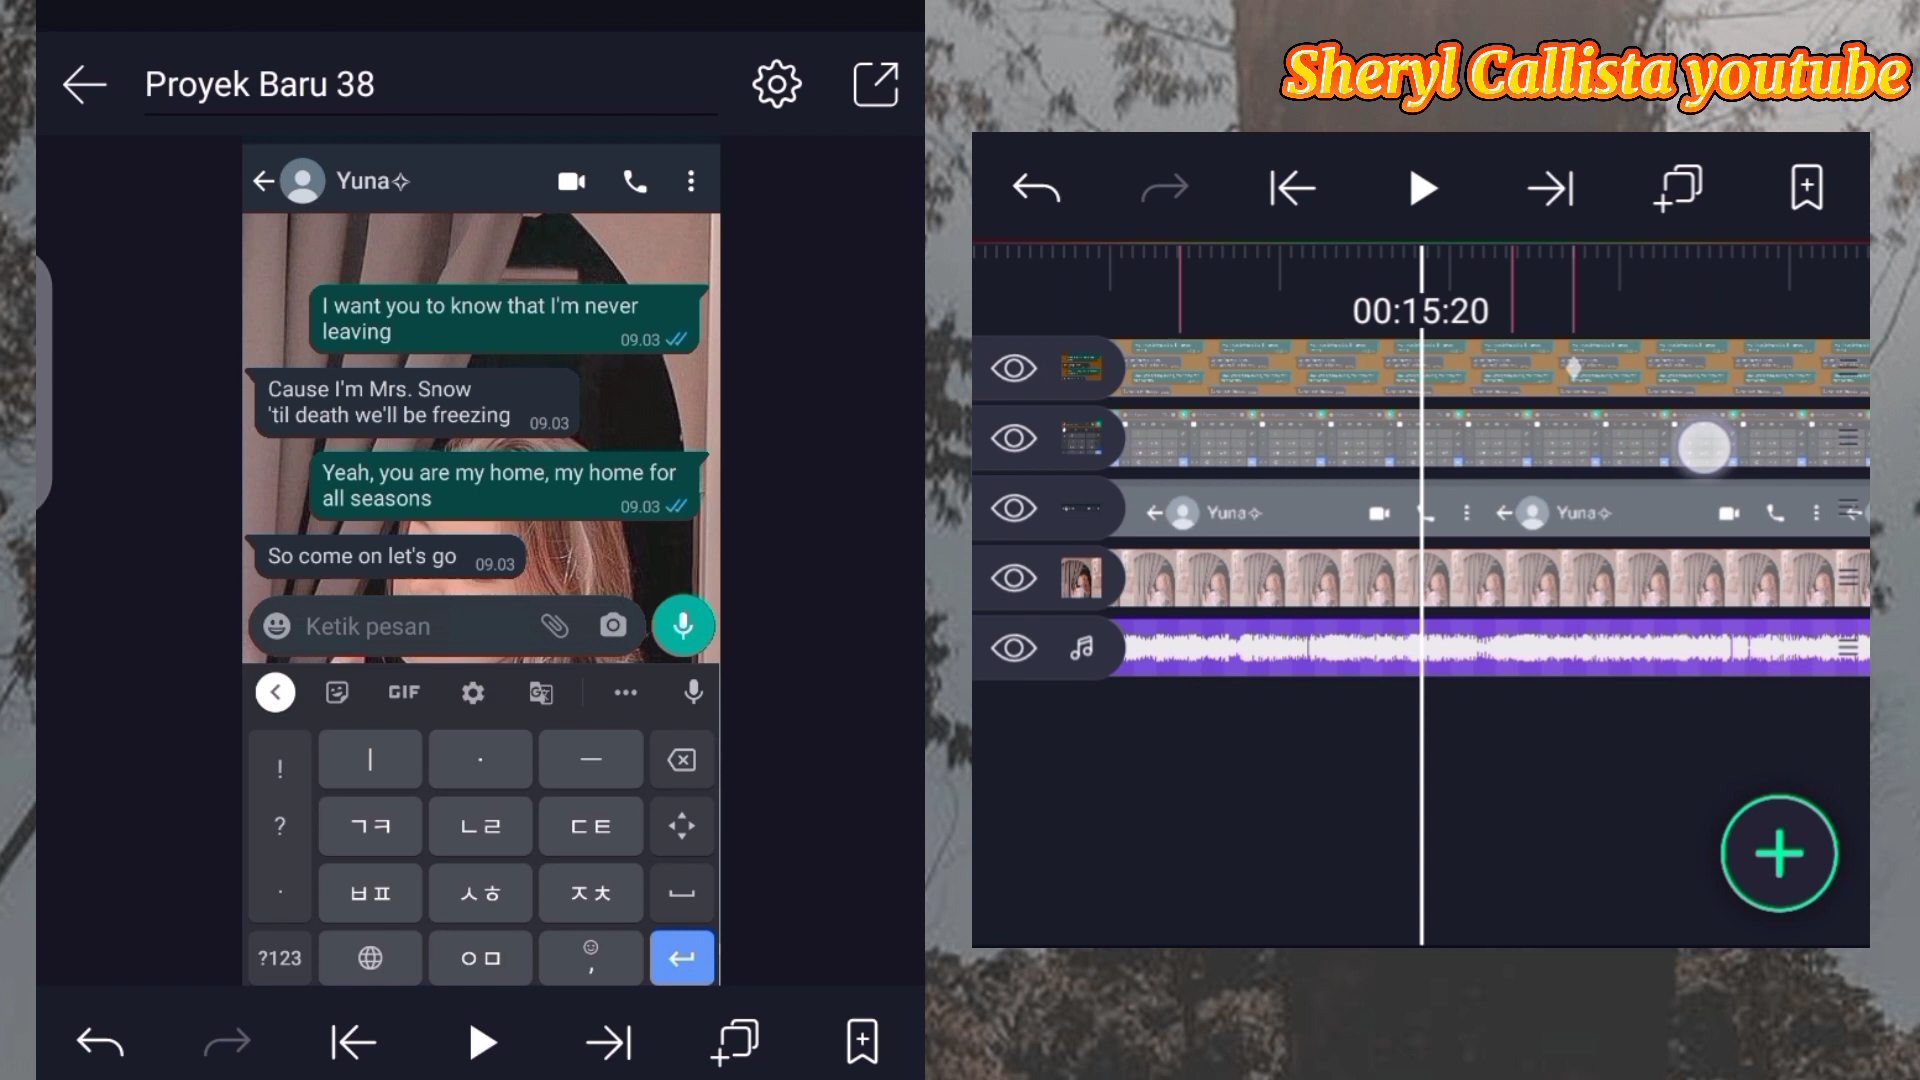 Proyek Baru 38
Sheryl Callista youtube
Yuna✧
I want you to know that I'm never
leaving
09.03
Cause I'm Mrs. Snow
'til death we'll be freezing
09.03
Yeah, you are my home, my home for
all seasons
09.03
So come on let's go
09.03
Ketik pesan
GIF
! ㅣ · ㅡ
? ㄱㅋ ㄴㄹ ㄷㅌ
. ㅂㅍ ㅅㅎ ㅈㅊ
?123 ㅇㅁ ,
00:15:20
Yuna✧ Yuna✧